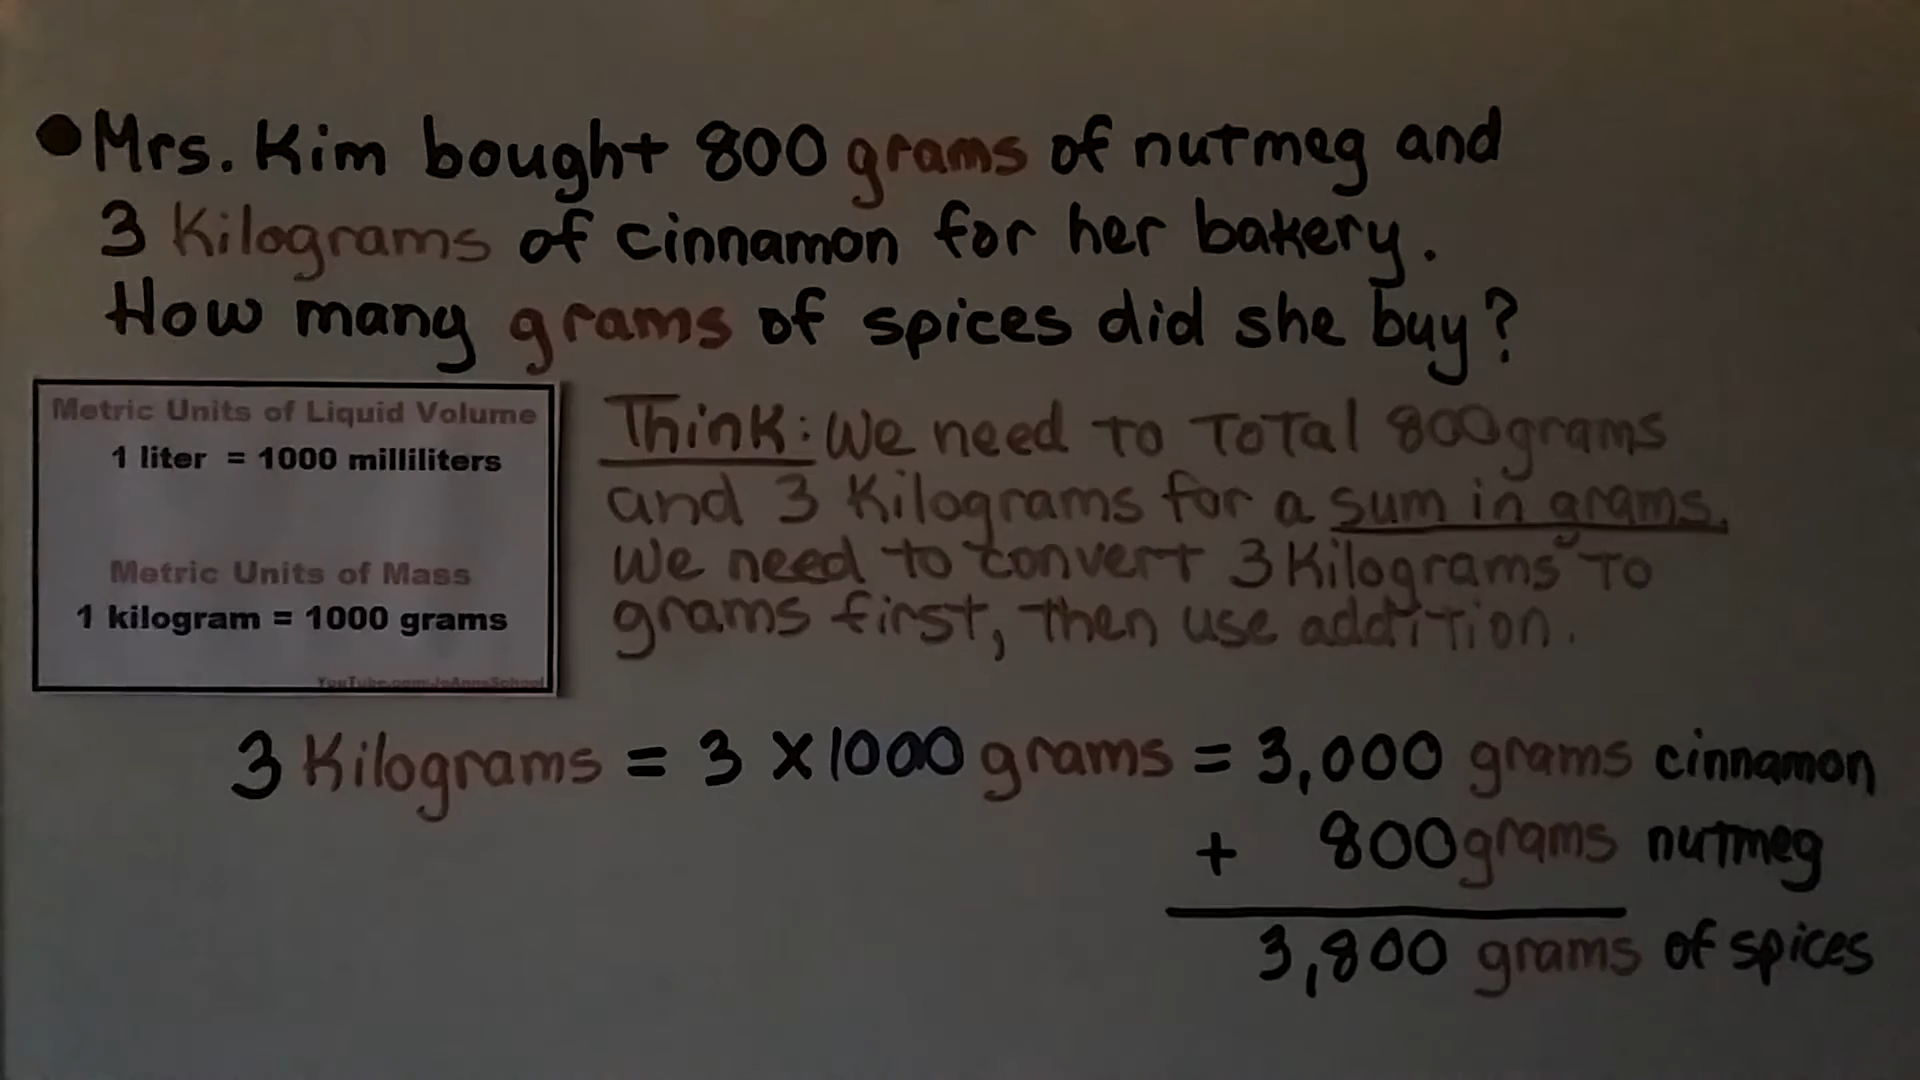 Mrs. Kim bought 800 grams of nutmeg and
3 Kilograms of cinnamon for her bakery.
How many grams of spices did she buy?
Metric Units of Liquid Volume
1 liter = 1000 milliliters
Metric Units of Mass
1 kilogram = 1000 grams
YouTube.com/JoAnnsSchool
Think: We need to Total 800 grams
and 3 Kilograms for a sum in grams.
We need to convert 3 Kilograms to
grams first, then use addition.
3 Kilograms = 3 X 1000 grams = 3,000 grams cinnamon
+ 800 grams nutmeg
3,800 grams of spices